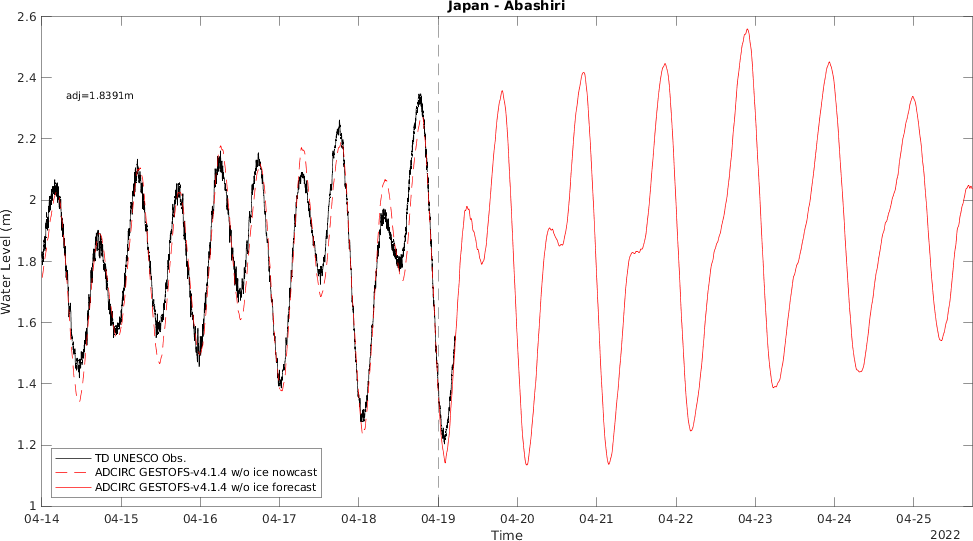 Japan - Abashiri
2.6
2.4
2.2
2
1.8
1.6
1.4
1.2
1
Water Level (m)
adj=1.8391m
TD UNESCO Obs.
ADCIRC GESTOFS-v4.1.4 w/o ice nowcast
ADCIRC GESTOFS-v4.1.4 w/o ice forecast
04-14 04-15 04-16 04-17 04-18 04-19 04-20 04-21 04-22 04-23 04-24 04-25
Time
2022